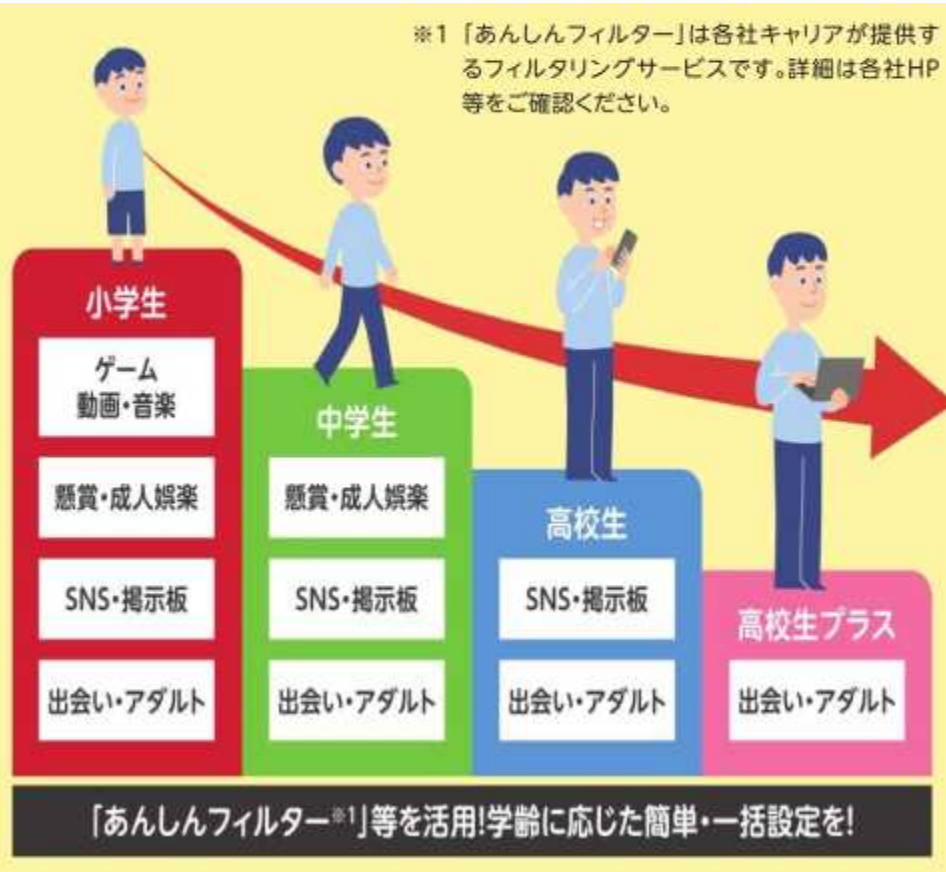 ※1 「あんしんフィルター」は各社キャリアが提供す
るフィルタリングサービスです。詳細は各社HP
等をご確認ください。
小学生
ゲーム
動画・音楽
懸賞・成人娯楽
SNS・掲示板
出会い・アダルト
中学生
懸賞・成人娯楽
SNS・掲示板
出会い・アダルト
高校生
SNS・掲示板
出会い・アダルト
高校生プラス
出会い・アダルト
「あんしんフィルター※1」等を活用!学齢に応じた簡単・一括設定を!